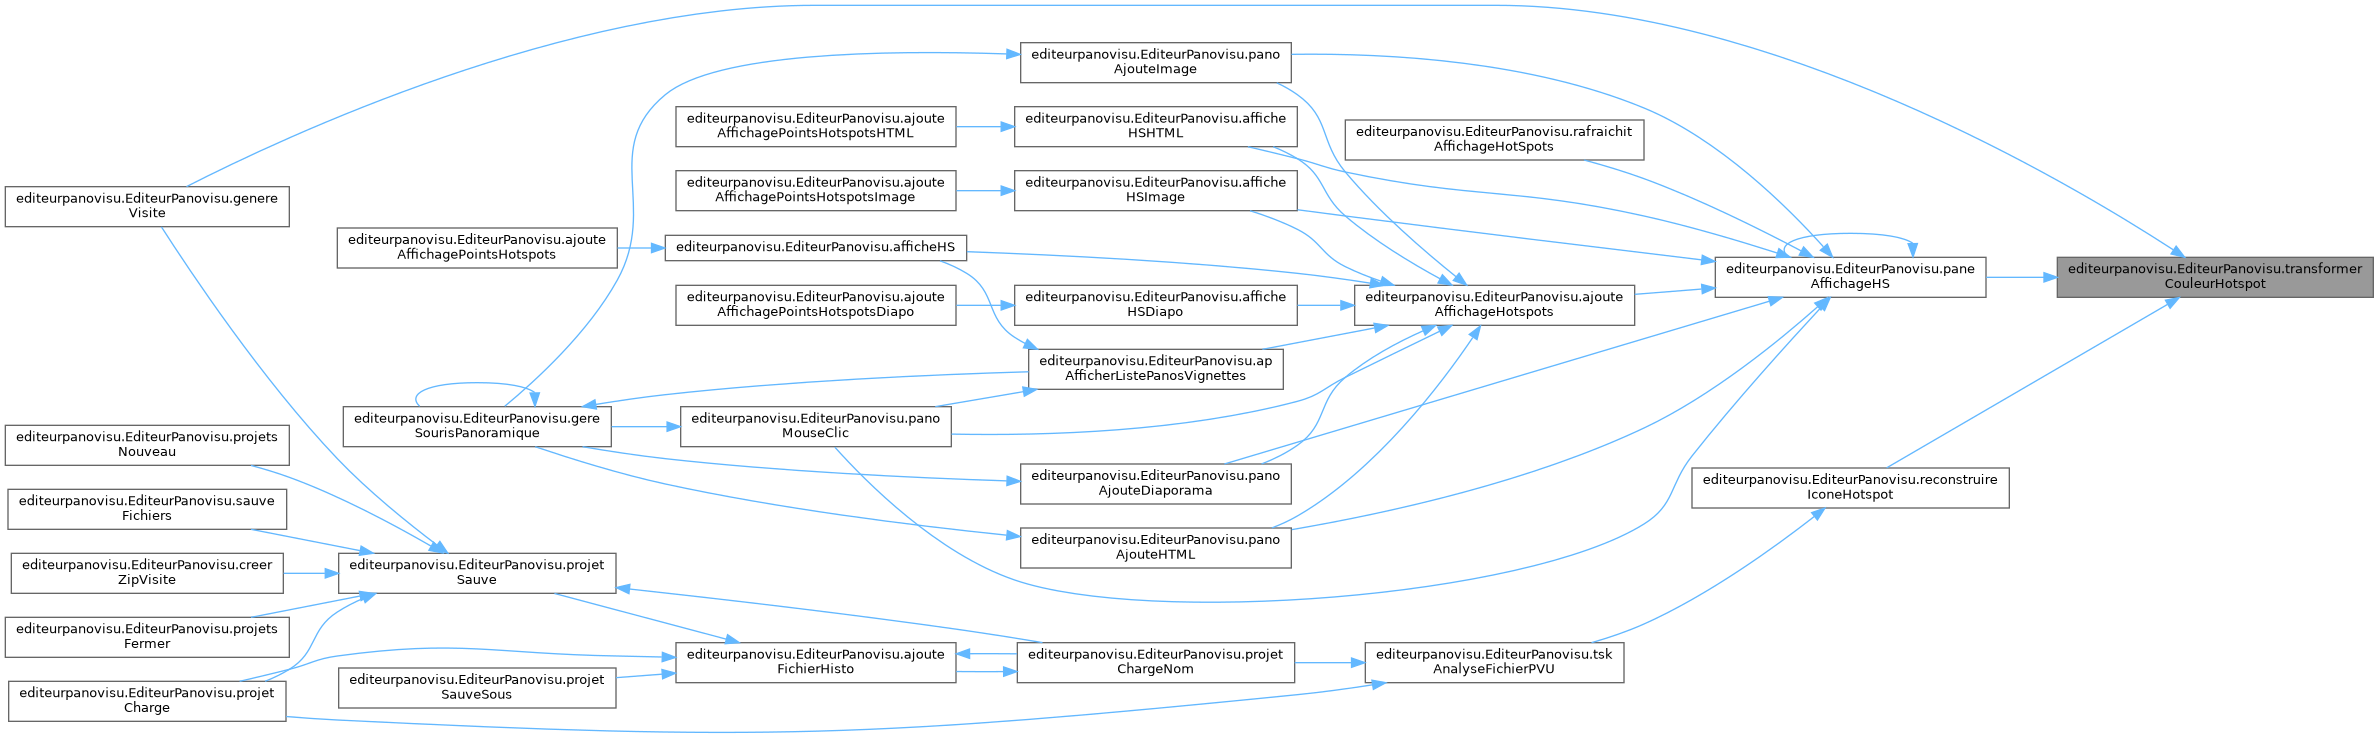 editeurpanovisu.EditeurPanovisu.pano
AjouteImage
editeurpanovisu.EditeurPanovisu.ajoute
AffichagePointsHotspotsHTML
editeurpanovisu.EditeurPanovisu.affiche
HSHTML
editeurpanovisu.EditeurPanovisu.rafraichit
AffichageHotSpots
editeurpanovisu.EditeurPanovisu.genere
Visite
editeurpanovisu.EditeurPanovisu.ajoute
AffichagePointsHotspotsImage
editeurpanovisu.EditeurPanovisu.affiche
HSImage
editeurpanovisu.EditeurPanovisu.ajoute
AffichagePointsHotspots
editeurpanovisu.EditeurPanovisu.afficheHS
editeurpanovisu.EditeurPanovisu.pane
AffichageHS
editeurpanovisu.EditeurPanovisu.transformer
CouleurHotspot
editeurpanovisu.EditeurPanovisu.ajoute
AffichagePointsHotspotsDiapo
editeurpanovisu.EditeurPanovisu.affiche
HSDiapo
editeurpanovisu.EditeurPanovisu.ajoute
AffichageHotspots
editeurpanovisu.EditeurPanovisu.ap
AfficherListePanosVignettes
editeurpanovisu.EditeurPanovisu.gere
SourisPanoramique
editeurpanovisu.EditeurPanovisu.pano
MouseClic
editeurpanovisu.EditeurPanovisu.projets
Nouveau
editeurpanovisu.EditeurPanovisu.pano
AjouteDiaporama
editeurpanovisu.EditeurPanovisu.reconstruire
IconeHotspot
editeurpanovisu.EditeurPanovisu.sauve
Fichiers
editeurpanovisu.EditeurPanovisu.pano
AjouteHTML
editeurpanovisu.EditeurPanovisu.creer
ZipVisite
editeurpanovisu.EditeurPanovisu.projet
Sauve
editeurpanovisu.EditeurPanovisu.projets
Fermer
editeurpanovisu.EditeurPanovisu.ajoute
FichierHisto
editeurpanovisu.EditeurPanovisu.projet
ChargeNom
editeurpanovisu.EditeurPanovisu.tsk
AnalyseFichierPVU
editeurpanovisu.EditeurPanovisu.projet
SauveSous
editeurpanovisu.EditeurPanovisu.projet
Charge